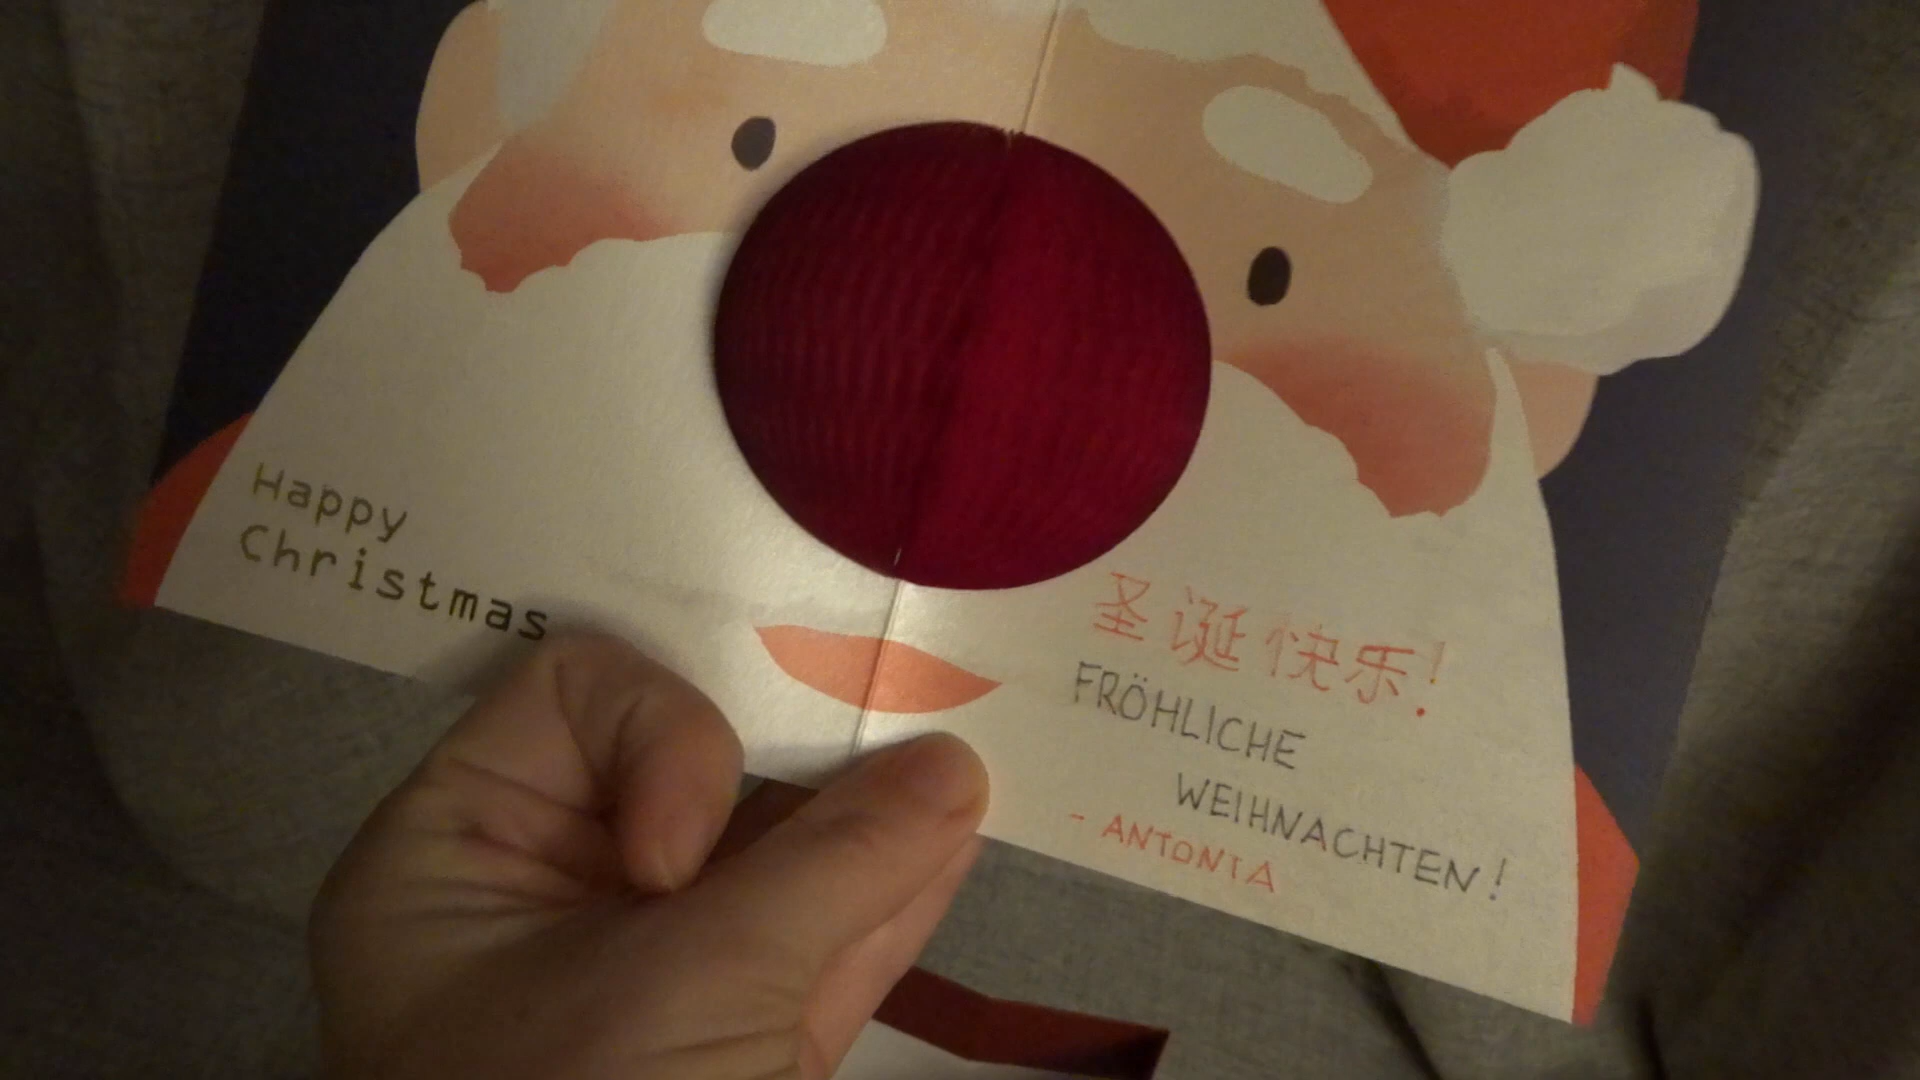 Happy
Christmas
圣诞快乐!
FRÖHLICHE
WEIHNACHTEN!
- ANTONIA